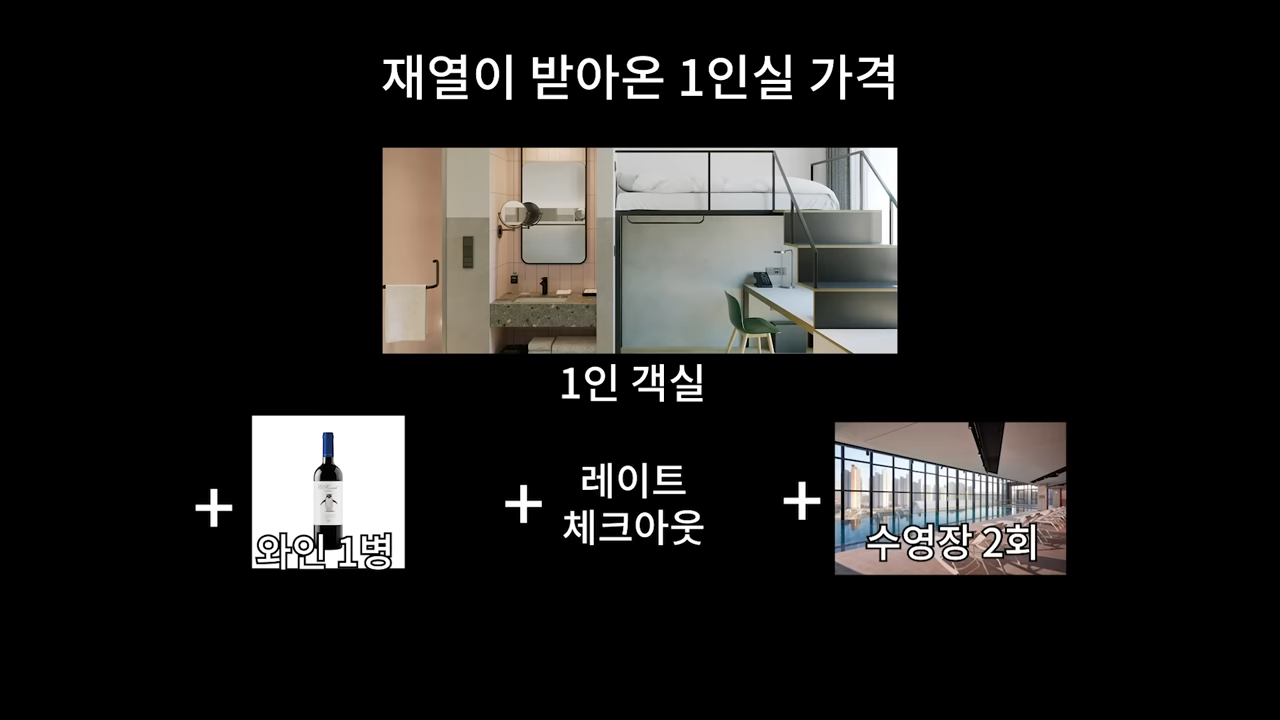 재열이 받아온 1인실 가격
1인 객실
+
와인 1병
+
레이트
체크아웃
+
수영장 2회